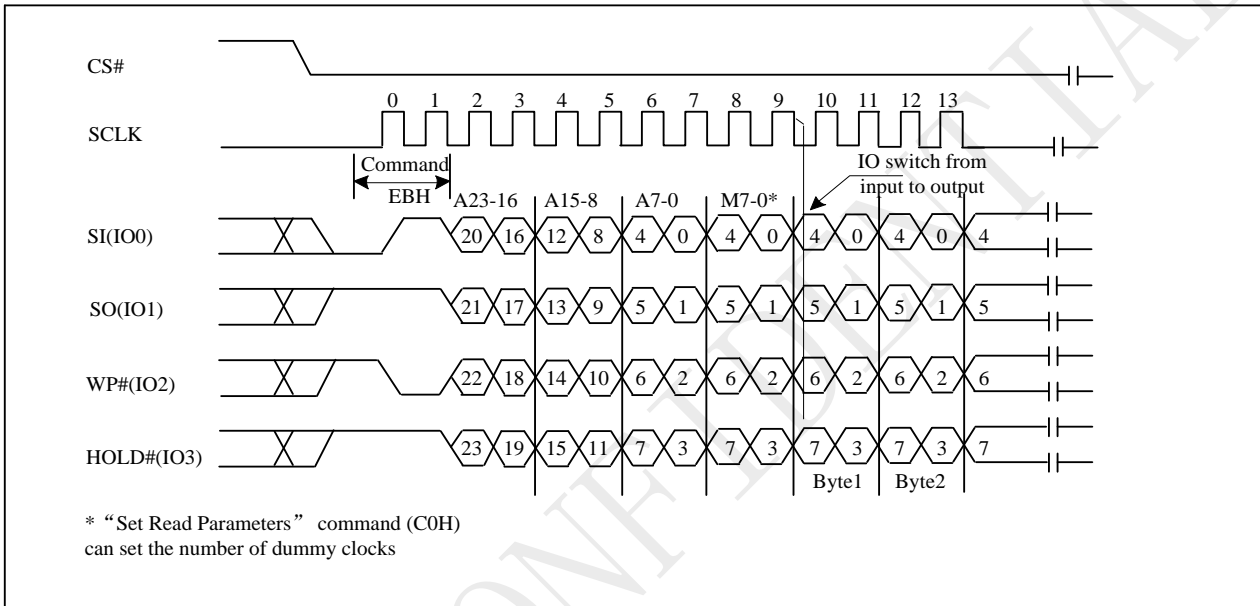 CS#
0 1 2 3 4 5 6 7 8 9 10 11 12 13
SCLK
Command
EBH
IO switch from
input to output
A23-16 A15-8 A7-0 M7-0*
SI(IO0) 20 16 12 8 4 0 4 0 4 0 4 0 4
SO(IO1) 21 17 13 9 5 1 5 1 5 1 5 1 5
WP#(IO2) 22 18 14 10 6 2 6 2 6 2 6 2 6
HOLD#(IO3) 23 19 15 11 7 3 7 3 7 3 7 3 7
Byte1 Byte2
* “Set Read Parameters” command (C0H)
can set the number of dummy clocks
ONFIDENTIA